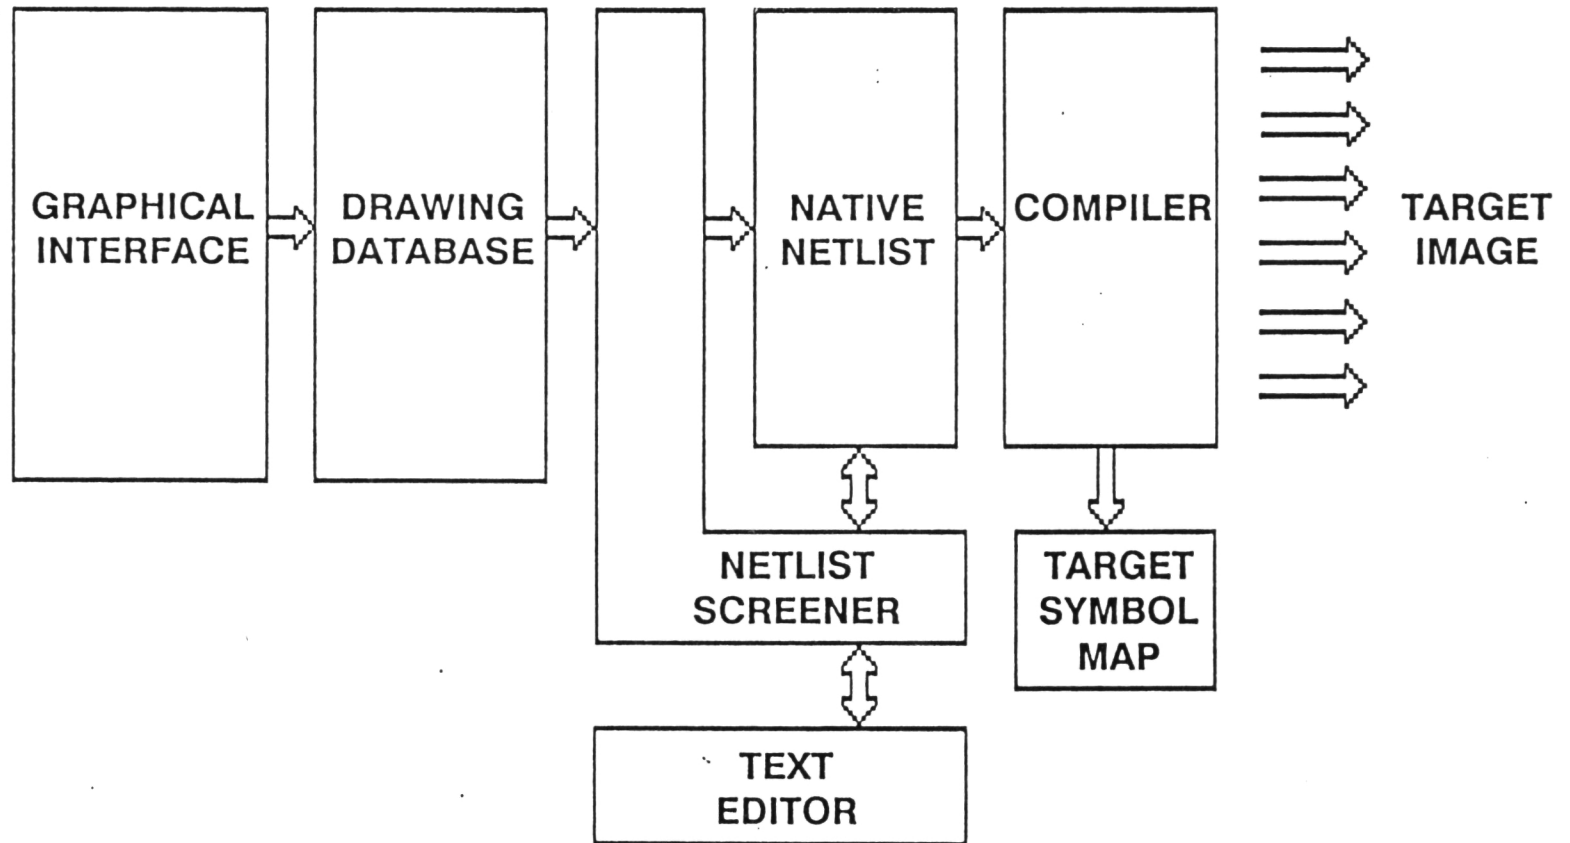 GRAPHICAL
INTERFACE
DRAWING
DATABASE
NATIVE
NETLIST
COMPILER
TARGET
IMAGE
NETLIST
SCREENER
TARGET
SYMBOL
MAP
TEXT
EDITOR